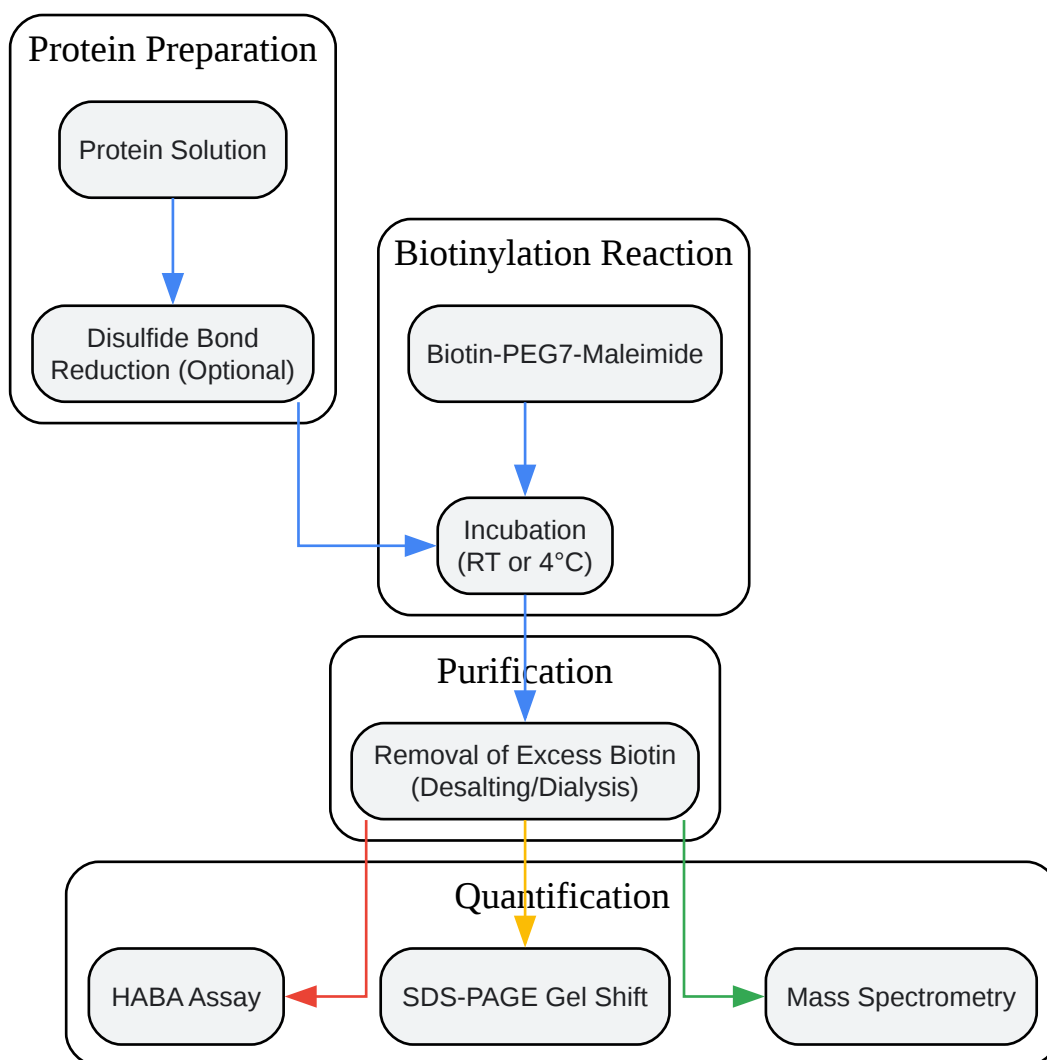 Protein Preparation
Protein Solution
Disulfide Bond
Reduction (Optional)
Biotinylation Reaction
Biotin-PEG7-Maleimide
Incubation
(RT or 4°C)
Purification
Removal of Excess Biotin
(Desalting/Dialysis)
Quantification
HABA Assay
SDS-PAGE Gel Shift
Mass Spectrometry